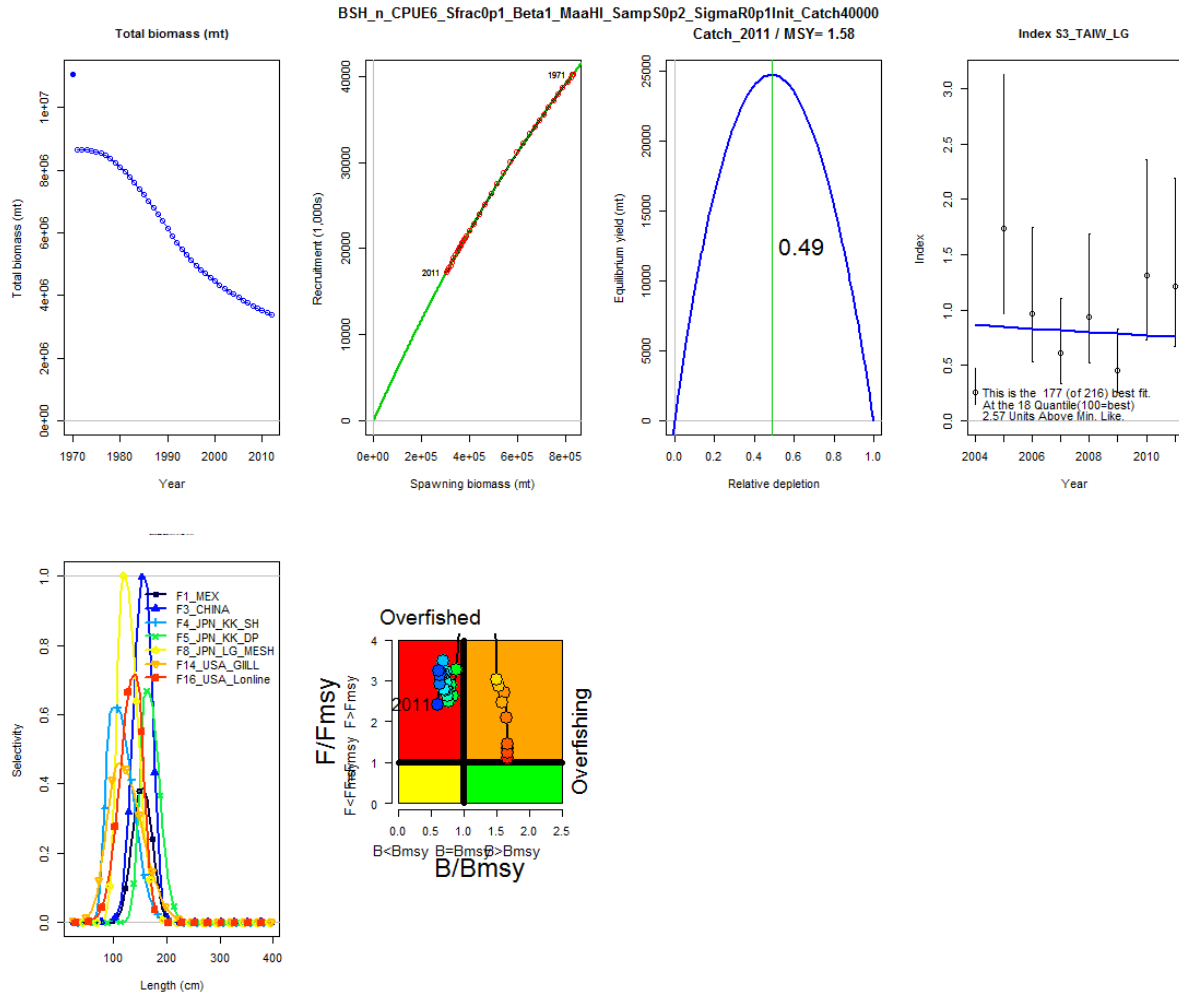 BSH_n_CPUE6_Sfrac0p1_Beta1_MaaHI_SampS0p2_SigmaR0p1Init_Catch40000
Catch_2011 / MSY= 1.58
Total biomass (mt)
Total biomass (mt)
0e+00 2e+06 4e+06 6e+06 8e+06 1e+07
1970 1980 1990 2000 2010
Year
Recruitment (1,000s)
0 10000 20000 30000 40000
1971
2011
0e+00 2e+05 4e+05 6e+05 8e+05
Spawning biomass (mt)
Equilibrium yield (mt)
0 5000 10000 15000 20000 25000
0.49
0.0 0.2 0.4 0.6 0.8 1.0
Relative depletion
Index S3_TAIW_LG
Index
0.0 0.5 1.0 1.5 2.0 2.5 3.0
This is the 177 (of 216) best fit.
At the 18 Quantile(100=best)
2.57 Units Above Min. Like.
2004 2006 2008 2010
Year
Selectivity
0.0 0.2 0.4 0.6 0.8 1.0
F1_MEX
F3_CHINA
F4_JPN_KK_SH
F5_JPN_KK_DP
F8_JPN_LG_MESH
F14_USA_GIILL
F16_USA_Lonline
100 200 300 400
Length (cm)
Overfished
Overfishing
F/Fmsy
F>Fmsy
0 1 2 3 4
2011
0.0 0.5 1.0 1.5 2.0 2.5
B<Bmsy B=Bmsy B>Bmsy
B/Bmsy